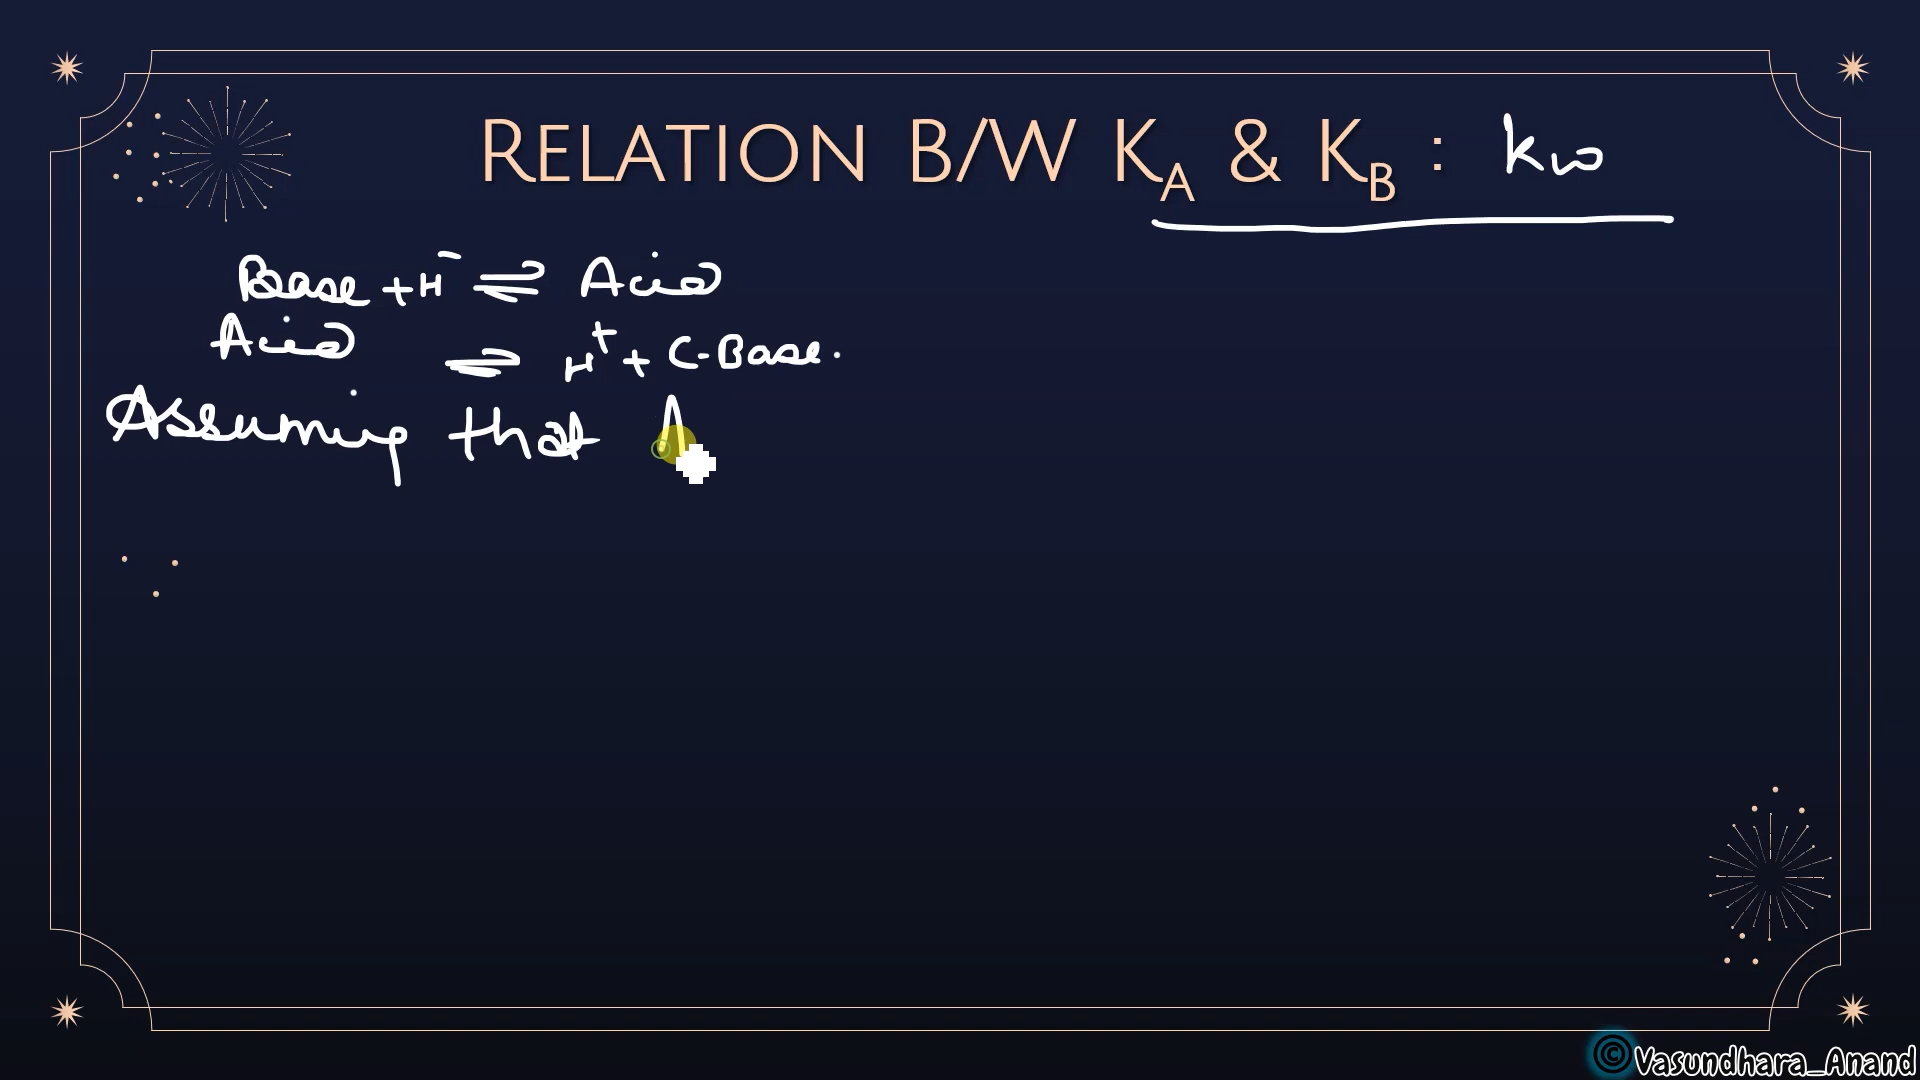 RELATION B/W KA & KB : kw
Base + H⁻ ⇌ Acid
Acid ⇌ H⁺ + C-Base.
Assuming that A
© Vasundhara_Anand